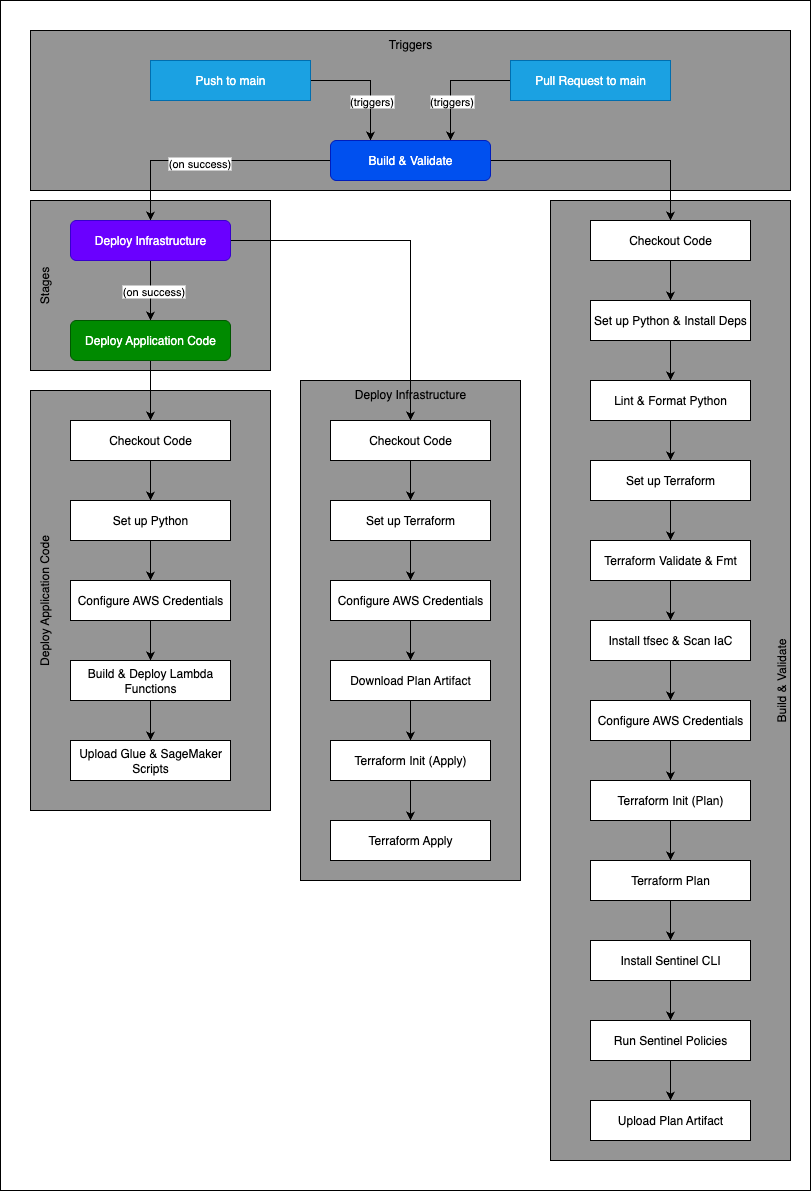 Triggers
Push to main
Pull Request to main
(triggers)
(triggers)
Build & Validate
(on success)
Stages
Deploy Infrastructure
(on success)
Deploy Application Code
Deploy Application Code
Checkout Code
Set up Python
Configure AWS Credentials
Build & Deploy Lambda
Functions
Upload Glue & SageMaker
Scripts
Deploy Infrastructure
Checkout Code
Set up Terraform
Configure AWS Credentials
Download Plan Artifact
Terraform Init (Apply)
Terraform Apply
Build & Validate
Checkout Code
Set up Python & Install Deps
Lint & Format Python
Set up Terraform
Terraform Validate & Fmt
Install tfsec & Scan IaC
Configure AWS Credentials
Terraform Init (Plan)
Terraform Plan
Install Sentinel CLI
Run Sentinel Policies
Upload Plan Artifact